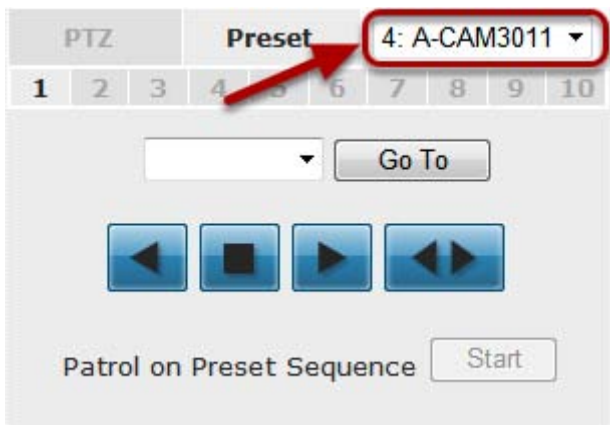 PTZ Preset 4: A-CAM3011
1 2 3 4 5 6 7 8 9 10
Go To
Patrol on Preset Sequence Start